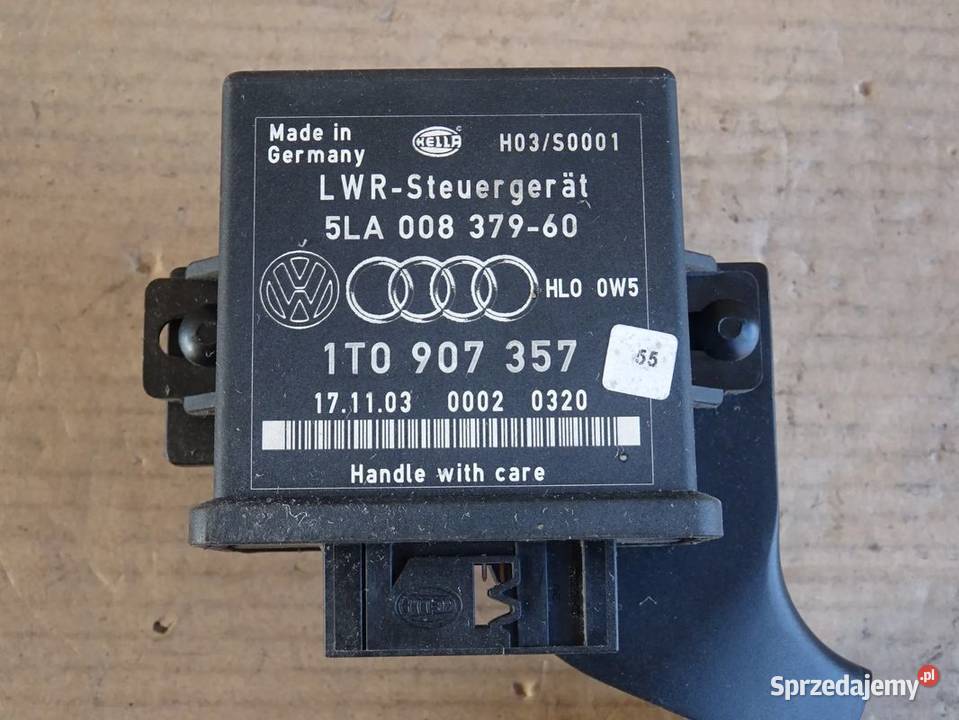 Made in
Germany
HELLA
H03/S0001
LWR-Steuergerät
5LA 008 379-60
HLO 0W5
1T0 907 357
55
17.11.03 0002 0320
Handle with care
Sprzedajemy.pl